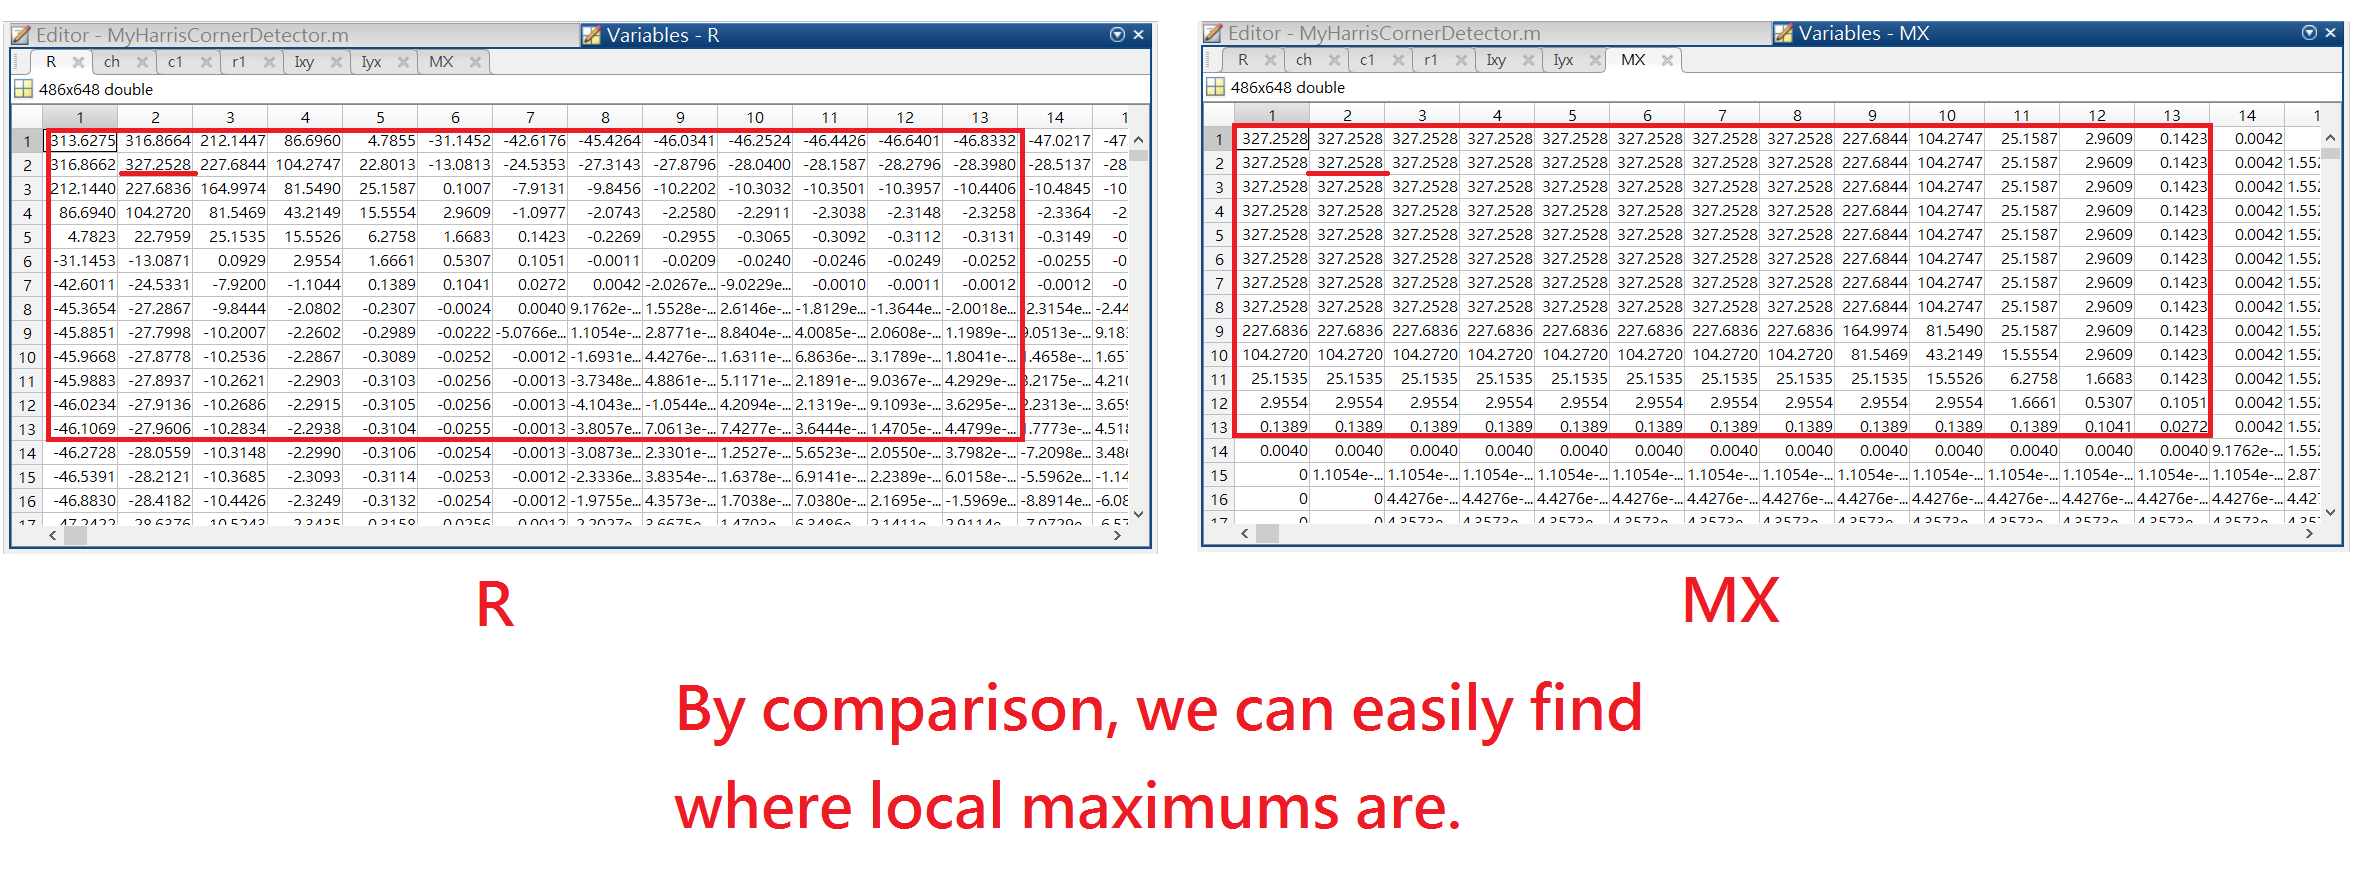 Editor - MyHarrisCornerDetector.m Variables - R
R ch c1 r1 Ixy Iyx MX
486x648 double
1 2 3 4 5 6 7 8 9 10 11 12 13 14 1
1 313.6275 316.8664 212.1447 86.6960 4.7855 -31.1452 -42.6176 -45.4264 -46.0341 -46.2524 -46.4426 -46.6401 -46.8332 -47.0217 -47.
2 316.8662 327.2528 227.6844 104.2747 22.8013 -13.0813 -24.5353 -27.3143 -27.8796 -28.0400 -28.1587 -28.2796 -28.3980 -28.5137 -28.
3 212.1440 227.6836 164.9974 81.5490 25.1587 0.1007 -7.9131 -9.8456 -10.2202 -10.3032 -10.3501 -10.3957 -10.4406 -10.4845 -10.
4 86.6940 104.2720 81.5469 43.2149 15.5554 2.9609 -1.0977 -2.0743 -2.2580 -2.2911 -2.3038 -2.3148 -2.3258 -2.3364 -2.
5 4.7823 22.7959 25.1535 15.5526 6.2758 1.6683 0.1423 -0.2269 -0.2955 -0.3065 -0.3092 -0.3112 -0.3131 -0.3149 -0.
6 -31.1453 -13.0871 0.0929 2.9554 1.6661 0.5307 0.1051 -0.0011 -0.0209 -0.0240 -0.0246 -0.0249 -0.0252 -0.0255 -0.
7 -42.6011 -24.5331 -7.9200 -1.1044 0.1389 0.1041 0.0272 0.0042 -2.0267e... -9.0229e... -0.0010 -0.0011 -0.0012 -0.0012 -0.
8 -45.3654 -27.2867 -9.8444 -2.0802 -0.2307 -0.0024 0.0040 9.1762e-... 1.5528e-... 2.6146e-... -1.8129e-... -1.3644e-... -2.0018e... 2.3154e-... -2.44
9 -45.8851 -27.7998 -10.2007 -2.2602 -0.2989 -0.0222 -5.0766e... 1.1054e-... 2.8771e-... 8.8404e-... 4.0085e-... 2.0608e-... 1.1989e-... 9.0513e-... 9.183
10 -45.9668 -27.8778 -10.2536 -2.2867 -0.3089 -0.0252 -0.0012 -1.6931e... 4.4276e-... 1.6311e-... 6.8636e-... 3.1789e-... 1.8041e-... 1.4658e-... 1.657
11 -45.9883 -27.8937 -10.2621 -2.2903 -0.3103 -0.0256 -0.0013 -3.7348e... 4.8861e-... 5.1171e-... 2.1891e-... 9.0367e-... 4.2929e-... 3.2175e-... 4.210
12 -46.0234 -27.9136 -10.2686 -2.2915 -0.3105 -0.0256 -0.0013 -4.1043e... -1.0544e... 4.2094e-... 2.1319e-... 9.1093e-... 3.6295e-... 2.2313e-... 3.659
13 -46.1069 -27.9606 -10.2834 -2.2938 -0.3104 -0.0255 -0.0013 -3.8057e... 7.0613e-... 7.4277e-... 3.6444e-... 1.4705e-... 4.4799e-... 1.7773e-... 4.518
14 -46.2728 -28.0559 -10.3148 -2.2990 -0.3106 -0.0254 -0.0013 -3.0873e... 2.3301e-... 1.2527e-... 5.6523e-... 2.0550e-... 3.7982e-... -7.2098e... 3.486
15 -46.5391 -28.2121 -10.3685 -2.3093 -0.3114 -0.0253 -0.0012 -2.3336e... 3.8354e-... 1.6378e-... 6.9141e-... 2.2389e-... 6.0158e-... -5.5962e... -1.14
16 -46.8830 -28.4182 -10.4426 -2.3249 -0.3132 -0.0254 -0.0012 -1.9755e... 4.3573e-... 1.7038e-... 7.0380e-... 2.1695e-... -1.5969e... -8.8914e... -6.08
Editor - MyHarrisCornerDetector.m Variables - MX
R ch c1 r1 Ixy Iyx MX
486x648 double
1 2 3 4 5 6 7 8 9 10 11 12 13 14 1
1 327.2528 327.2528 327.2528 327.2528 327.2528 327.2528 327.2528 327.2528 227.6844 104.2747 25.1587 2.9609 0.1423 0.0042
2 327.2528 327.2528 327.2528 327.2528 327.2528 327.2528 327.2528 327.2528 227.6844 104.2747 25.1587 2.9609 0.1423 0.0042 1.552
3 327.2528 327.2528 327.2528 327.2528 327.2528 327.2528 327.2528 327.2528 227.6844 104.2747 25.1587 2.9609 0.1423 0.0042 1.552
4 327.2528 327.2528 327.2528 327.2528 327.2528 327.2528 327.2528 327.2528 227.6844 104.2747 25.1587 2.9609 0.1423 0.0042 1.552
5 327.2528 327.2528 327.2528 327.2528 327.2528 327.2528 327.2528 327.2528 227.6844 104.2747 25.1587 2.9609 0.1423 0.0042 1.552
6 327.2528 327.2528 327.2528 327.2528 327.2528 327.2528 327.2528 327.2528 227.6844 104.2747 25.1587 2.9609 0.1423 0.0042 1.552
7 327.2528 327.2528 327.2528 327.2528 327.2528 327.2528 327.2528 327.2528 227.6844 104.2747 25.1587 2.9609 0.1423 0.0042 1.552
8 327.2528 327.2528 327.2528 327.2528 327.2528 327.2528 327.2528 327.2528 227.6844 104.2747 25.1587 2.9609 0.1423 0.0042 1.552
9 227.6836 227.6836 227.6836 227.6836 227.6836 227.6836 227.6836 227.6836 164.9974 81.5490 25.1587 2.9609 0.1423 0.0042 1.552
10 104.2720 104.2720 104.2720 104.2720 104.2720 104.2720 104.2720 104.2720 81.5469 43.2149 15.5554 2.9609 0.1423 0.0042 1.552
11 25.1535 25.1535 25.1535 25.1535 25.1535 25.1535 25.1535 25.1535 25.1535 15.5526 6.2758 1.6683 0.1423 0.0042 1.552
12 2.9554 2.9554 2.9554 2.9554 2.9554 2.9554 2.9554 2.9554 2.9554 2.9554 1.6661 0.5307 0.1051 0.0042 1.552
13 0.1389 0.1389 0.1389 0.1389 0.1389 0.1389 0.1389 0.1389 0.1389 0.1389 0.1389 0.1041 0.0272 0.0042 1.552
14 0.0040 0.0040 0.0040 0.0040 0.0040 0.0040 0.0040 0.0040 0.0040 0.0040 0.0040 0.0040 0.0040 9.1762e-... 1.552
15 0 1.1054e-... 1.1054e-... 1.1054e-... 1.1054e-... 1.1054e-... 1.1054e-... 1.1054e-... 1.1054e-... 1.1054e-... 1.1054e-... 1.1054e-... 1.1054e-... 1.1054e-... 2.877
16 0 0 4.4276e-... 4.4276e-... 4.4276e-... 4.4276e-... 4.4276e-... 4.4276e-... 4.4276e-... 4.4276e-... 4.4276e-... 4.4276e-... 4.4276e-... 4.4276e-... 4.427
R
MX
By comparison, we can easily find
where local maximums are.